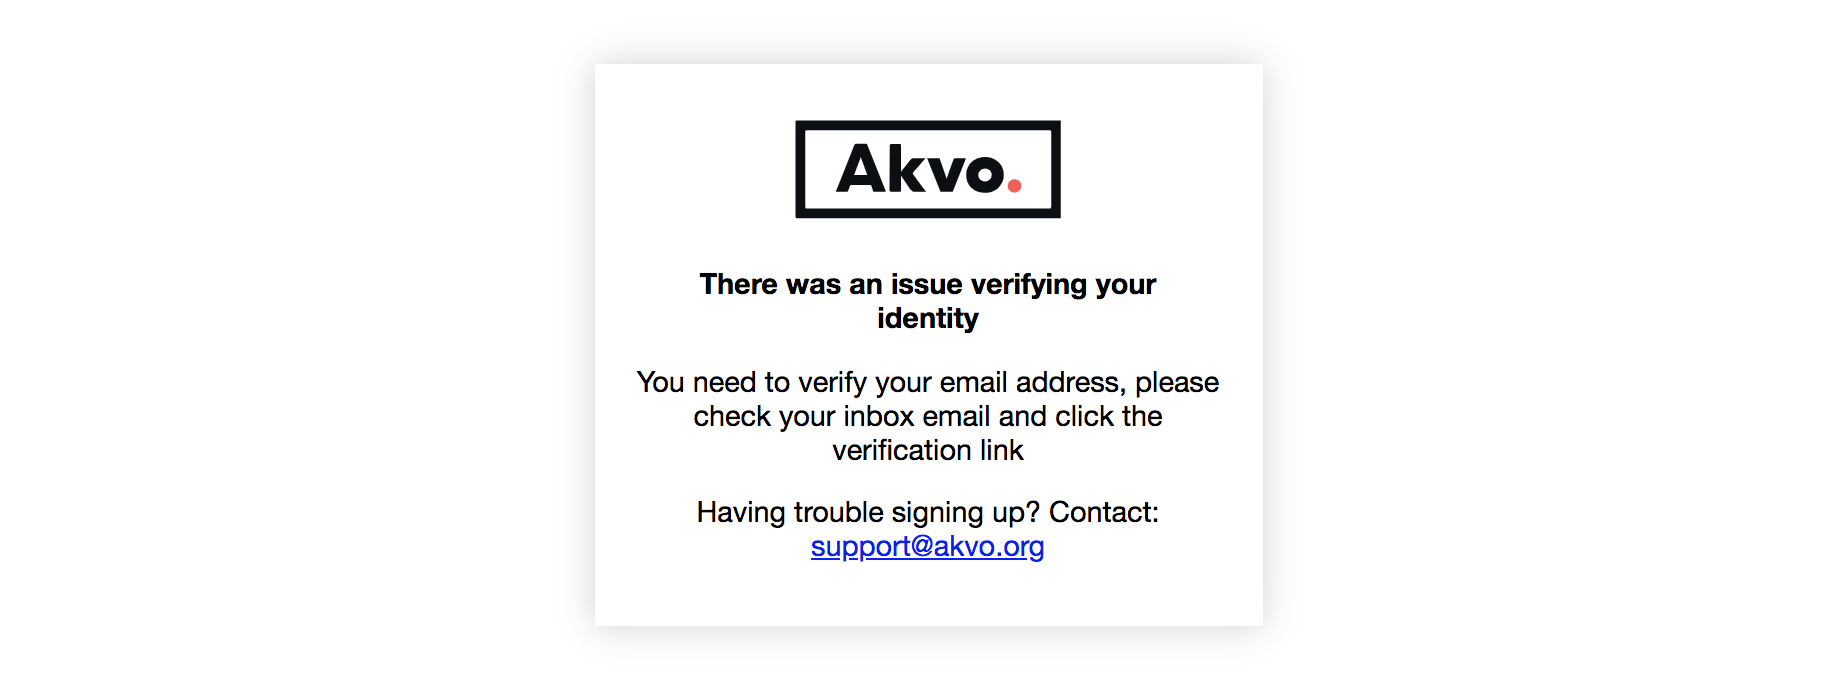 Akvo.
There was an issue verifying your
identity
You need to verify your email address, please
check your inbox email and click the
verification link
Having trouble signing up? Contact:
support@akvo.org